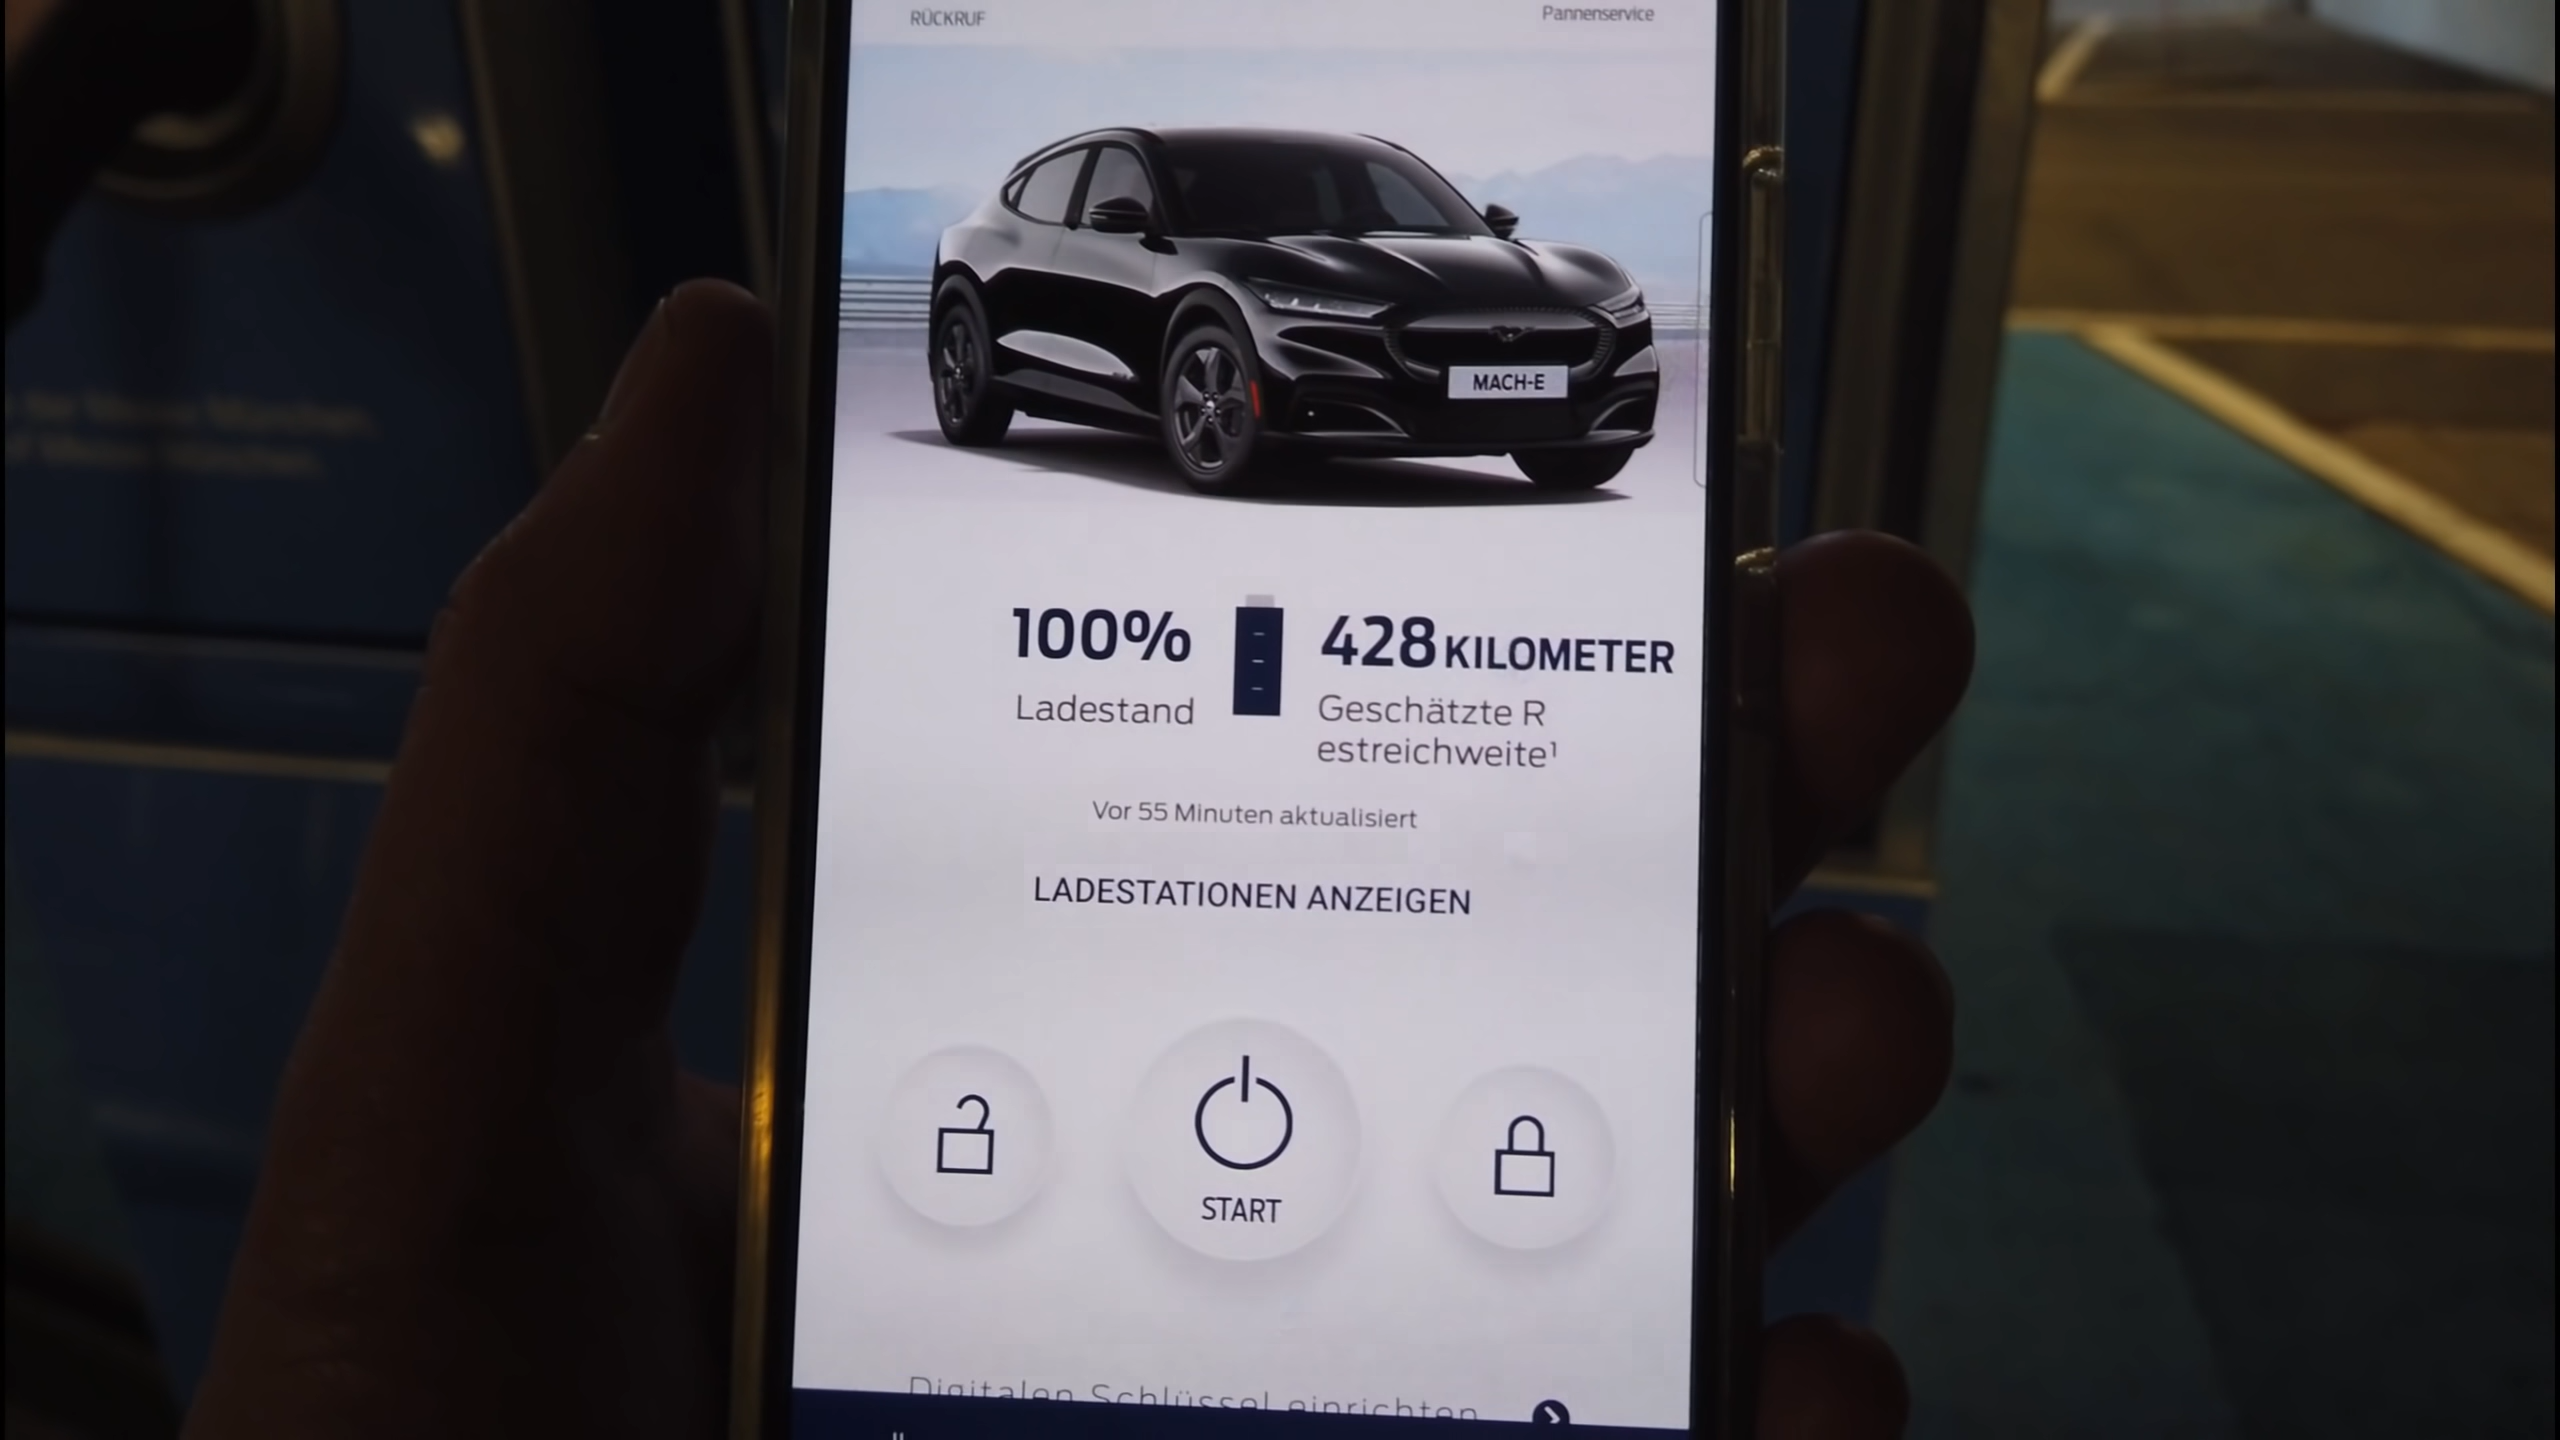 RÜCKRUF
Pannenservice
MACH-E
100%
Ladestand
428 KILOMETER
Geschätzte R
estreichweite¹
Vor 55 Minuten aktualisiert
LADESTATIONEN ANZEIGEN
START
Digitalen Schlüssel einrichten